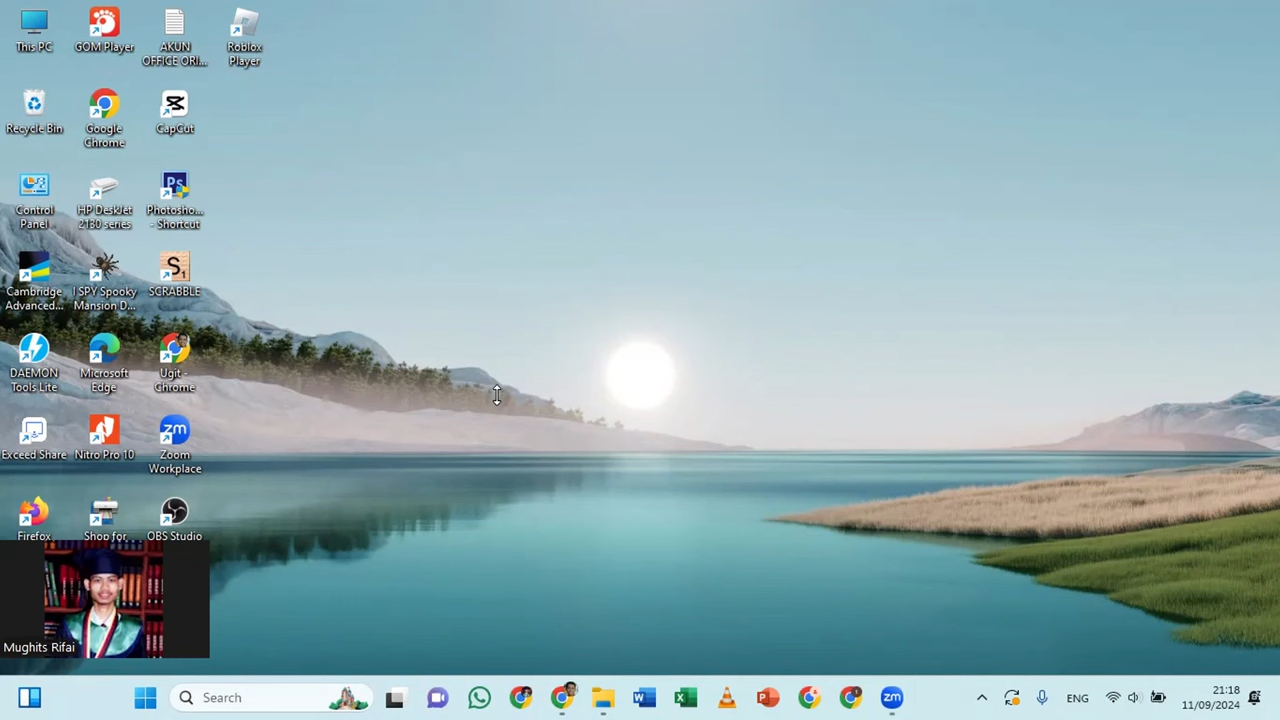 This PC
GOM Player
AKUN
OFFICE ORI...
Roblox
Player
Recycle Bin
Google
Chrome
CapCut
Control
Panel
HP DeskJet
2130 series
Photosho...
- Shortcut
Cambridge
Advanced...
I SPY Spooky
Mansion D...
SCRABBLE
DAEMON
Tools Lite
Microsoft
Edge
Ugit -
Chrome
Exceed Share
Nitro Pro 10
Zoom
Workplace
Firefox
Shop for
OBS Studio
Mughits Rifai
Search
ENG
21:18
11/09/2024